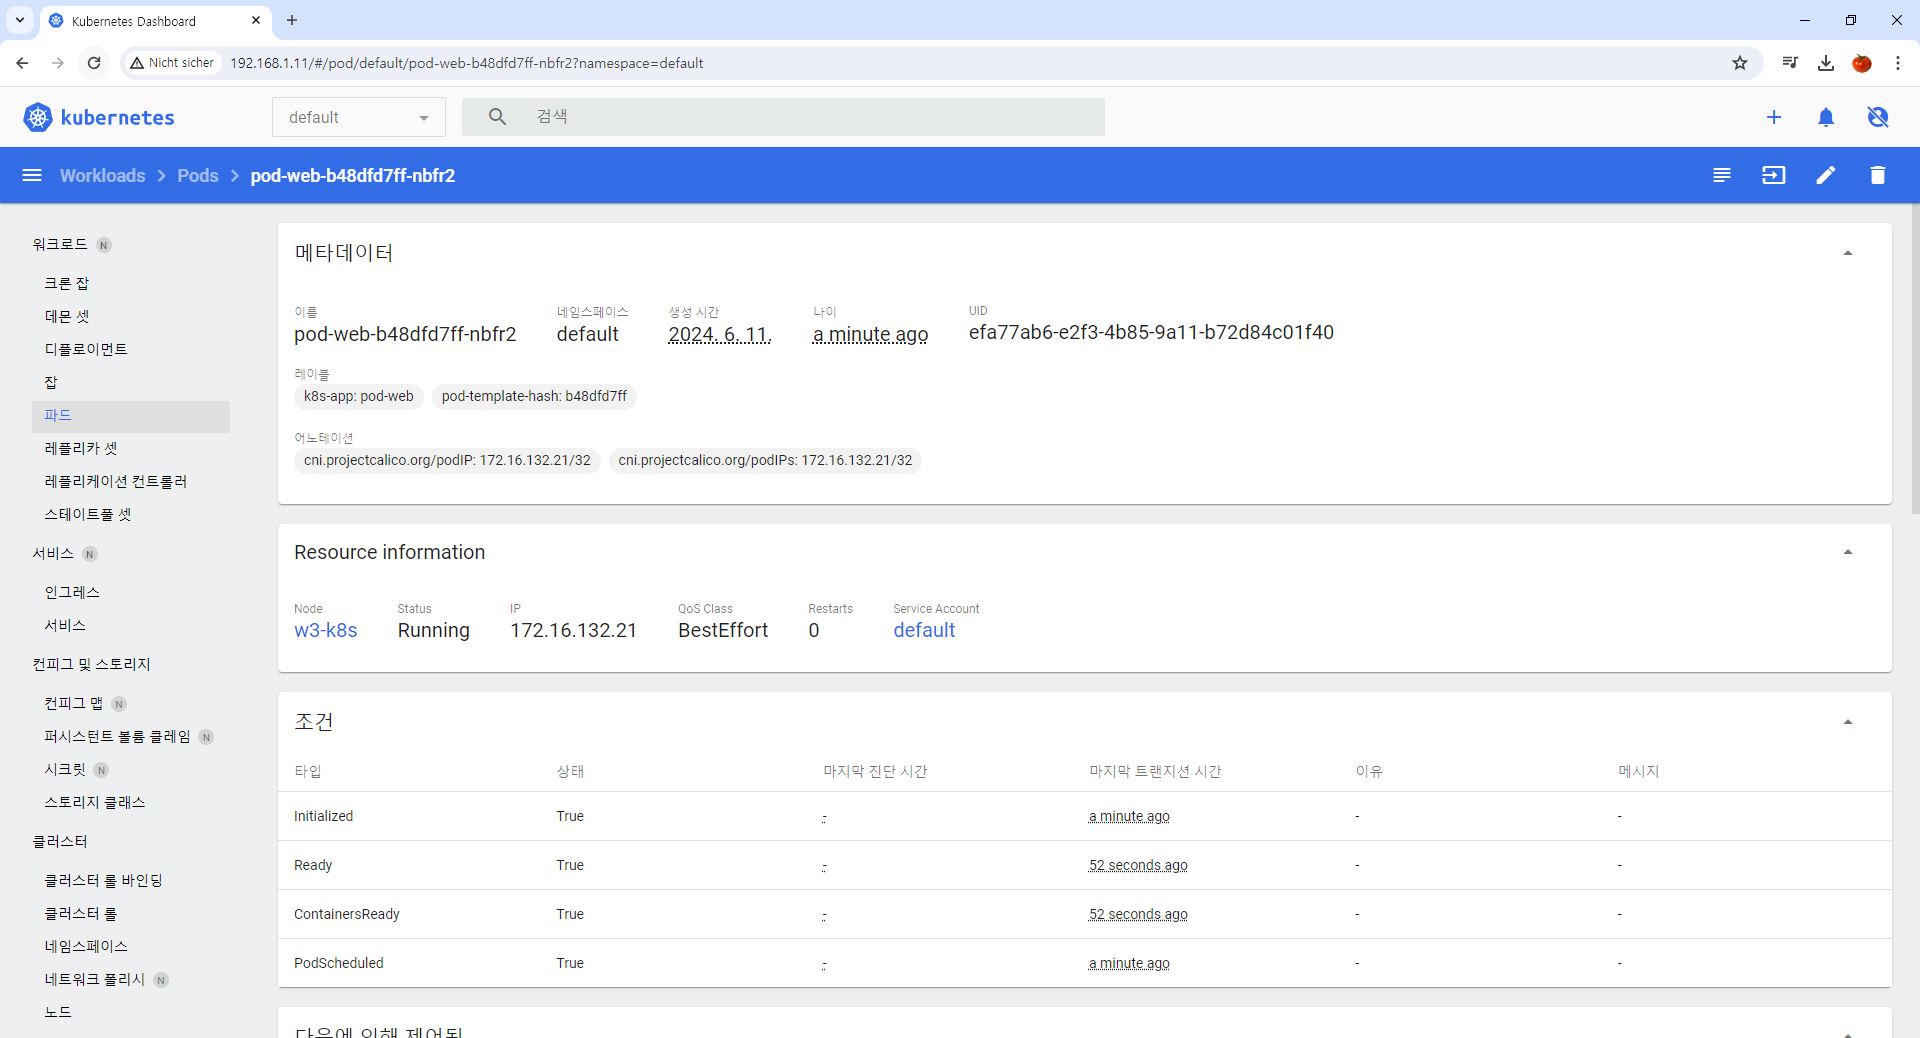 Kubernetes Dashboard
Nicht sicher 192.168.1.11/#/pod/default/pod-web-b48dfd7ff-nbfr2?namespace=default
kubernetes default 검색
Workloads Pods pod-web-b48dfd7ff-nbfr2
워크로드 N
크론 잡
데몬 셋
디플로이먼트
잡
파드
레플리카 셋
레플리케이션 컨트롤러
스테이트풀 셋
서비스 N
인그레스
서비스
컨피그 및 스토리지
컨피그 맵 N
퍼시스턴트 볼륨 클레임 N
시크릿 N
스토리지 클래스
클러스터
클러스터 롤 바인딩
클러스터 롤
네임스페이스
네트워크 폴리시 N
노드
메타데이터
이름 네임스페이스 생성 시간 나이 UID
pod-web-b48dfd7ff-nbfr2 default 2024. 6. 11. a minute ago efa77ab6-e2f3-4b85-9a11-b72d84c01f40
레이블
k8s-app: pod-web pod-template-hash: b48dfd7ff
어노테이션
cni.projectcalico.org/podIP: 172.16.132.21/32 cni.projectcalico.org/podIPs: 172.16.132.21/32
Resource information
Node Status IP QoS Class Restarts Service Account
w3-k8s Running 172.16.132.21 BestEffort 0 default
조건
타입 상태 마지막 진단 시간 마지막 트랜지션 시간 이유 메시지
Initialized True - a minute ago - -
Ready True - 52 seconds ago - -
ContainersReady True - 52 seconds ago - -
PodScheduled True - a minute ago - -
다음에 의해 제어됨